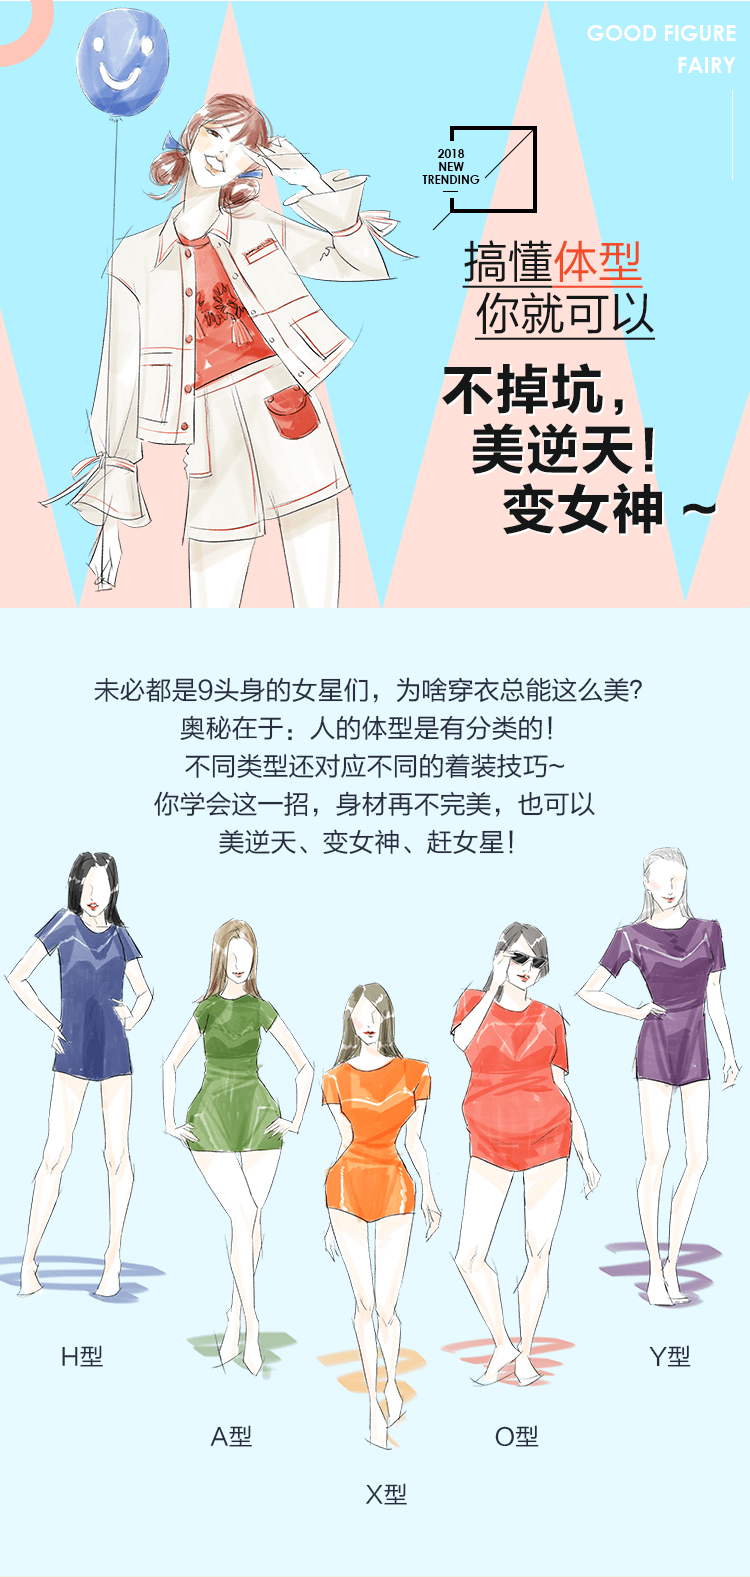 GOOD FIGURE
FAIRY
2018
NEW
TRENDING
搞懂体型
你就可以
不掉坑，
美逆天！
变女神 ~
未必都是9头身的女星们，为啥穿衣总能这么美？
奥秘在于：人的体型是有分类的！
不同类型还对应不同的着装技巧~
你学会这一招，身材再不完美，也可以
美逆天、变女神、赶女星！
H型
Y型
A型
O型
X型